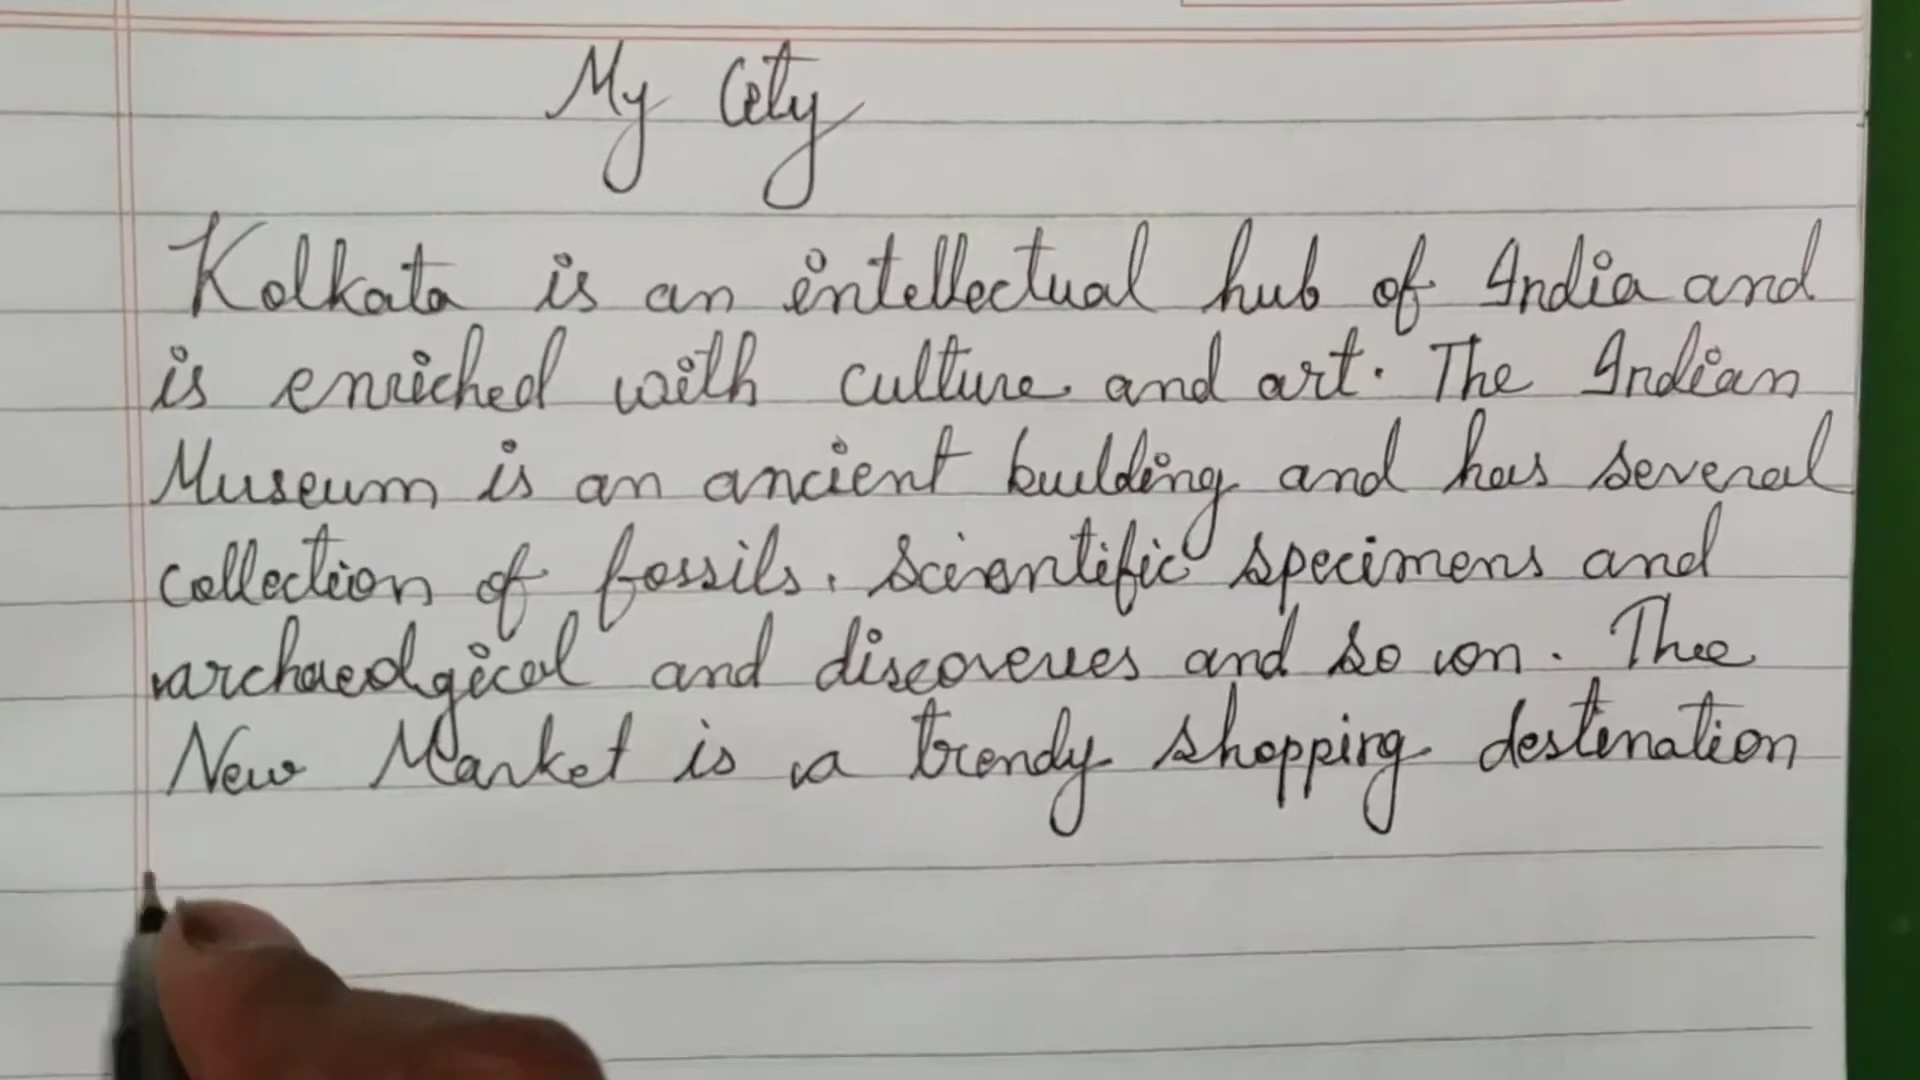 My City
Kolkata is an intellectual hub of India and
is enriched with culture and art. The Indian
Museum is an ancient building and has several
collection of fossils, scientific specimens and
archaeolgical and discoveries and so on. The
New Market is a trendy shopping destination